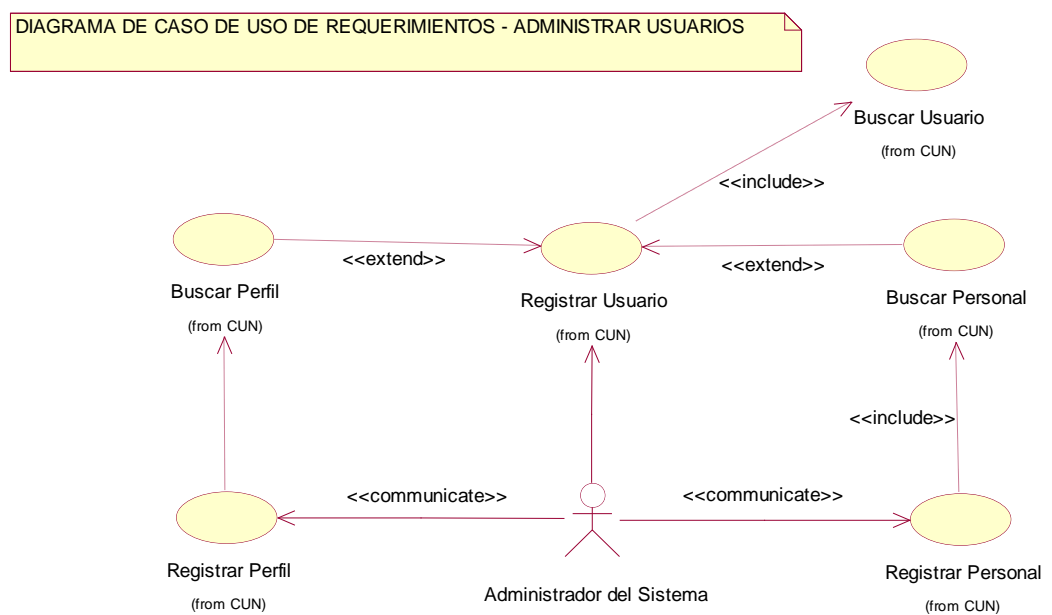 DIAGRAMA DE CASO DE USO DE REQUERIMIENTOS - ADMINISTRAR USUARIOS
Buscar Usuario
(from CUN)
<<include>>
<<extend>>
<<extend>>
Buscar Perfil
(from CUN)
Registrar Usuario
(from CUN)
Buscar Personal
(from CUN)
<<include>>
<<communicate>>
<<communicate>>
Registrar Perfil
(from CUN)
Administrador del Sistema
Registrar Personal
(from CUN)